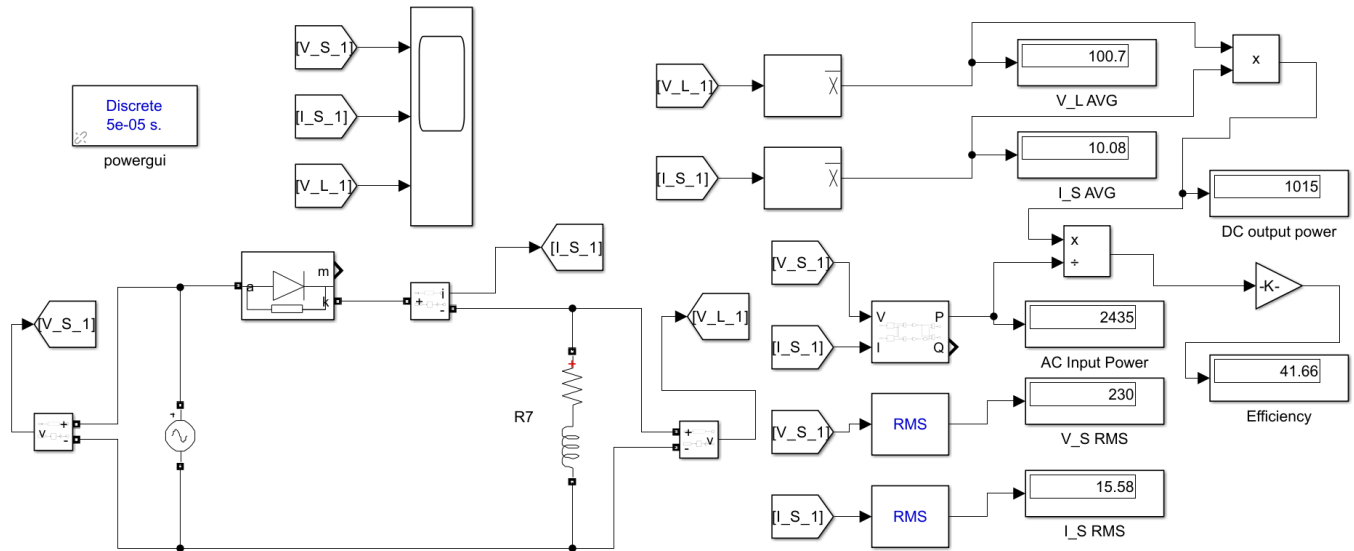 [V_S_1]
[I_S_1]
[V_L_1]
Discrete
5e-05 s.
powergui
[V_L_1]
[I_S_1]
100.7
V_L AVG
10.08
I_S AVG
x
1015
DC output power
[V_S_1]
v
+
-
a
m
k
+
i
-
[I_S_1]
[V_L_1]
+
R7
+
-
v
[V_S_1]
[I_S_1]
V
I
P
Q
x
÷
-K-
2435
AC Input Power
41.66
Efficiency
[V_S_1]
RMS
230
V_S RMS
[I_S_1]
RMS
15.58
I_S RMS